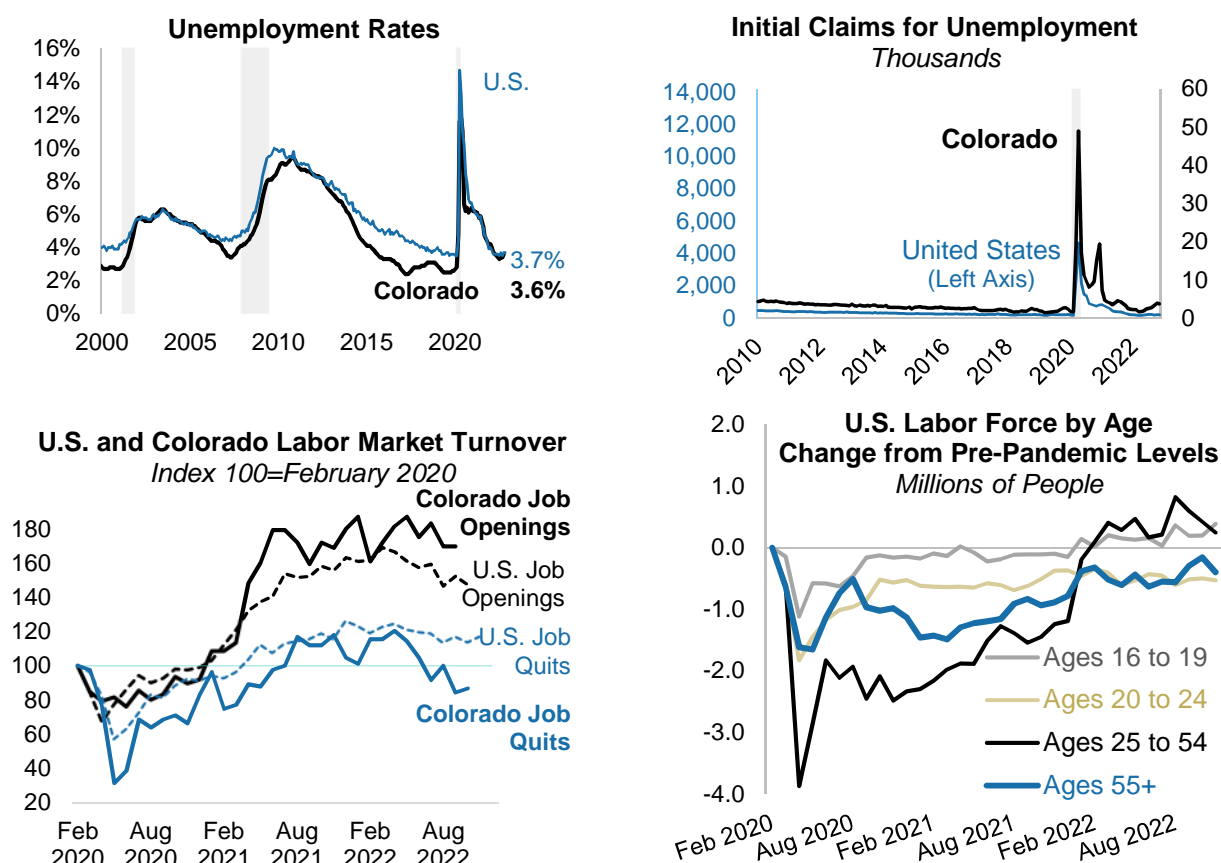 Unemployment Rates
16%
14%
12%
10%
8%
6%
4%
2%
0%
U.S.
3.7%
Colorado 3.6%
2000 2005 2010 2015 2020
Initial Claims for Unemployment
Thousands
14,000
12,000
10,000
8,000
6,000
4,000
2,000
0
60
50
40
30
20
10
0
Colorado
United States
(Left Axis)
2010 2012 2014 2016 2018 2020 2022
U.S. and Colorado Labor Market Turnover
Index 100=February 2020
Colorado Job
Openings
U.S. Job
Openings
U.S. Job
Quits
Colorado Job
Quits
180
160
140
120
100
80
60
40
20
Feb Aug Feb Aug Feb Aug
2020 2020 2021 2021 2022 2022
U.S. Labor Force by Age
Change from Pre-Pandemic Levels
Millions of People
2.0
1.0
0.0
-1.0
-2.0
-3.0
-4.0
Ages 16 to 19
Ages 20 to 24
Ages 25 to 54
Ages 55+
Feb 2020 Aug 2020 Feb 2021 Aug 2021 Feb 2022 Aug 2022